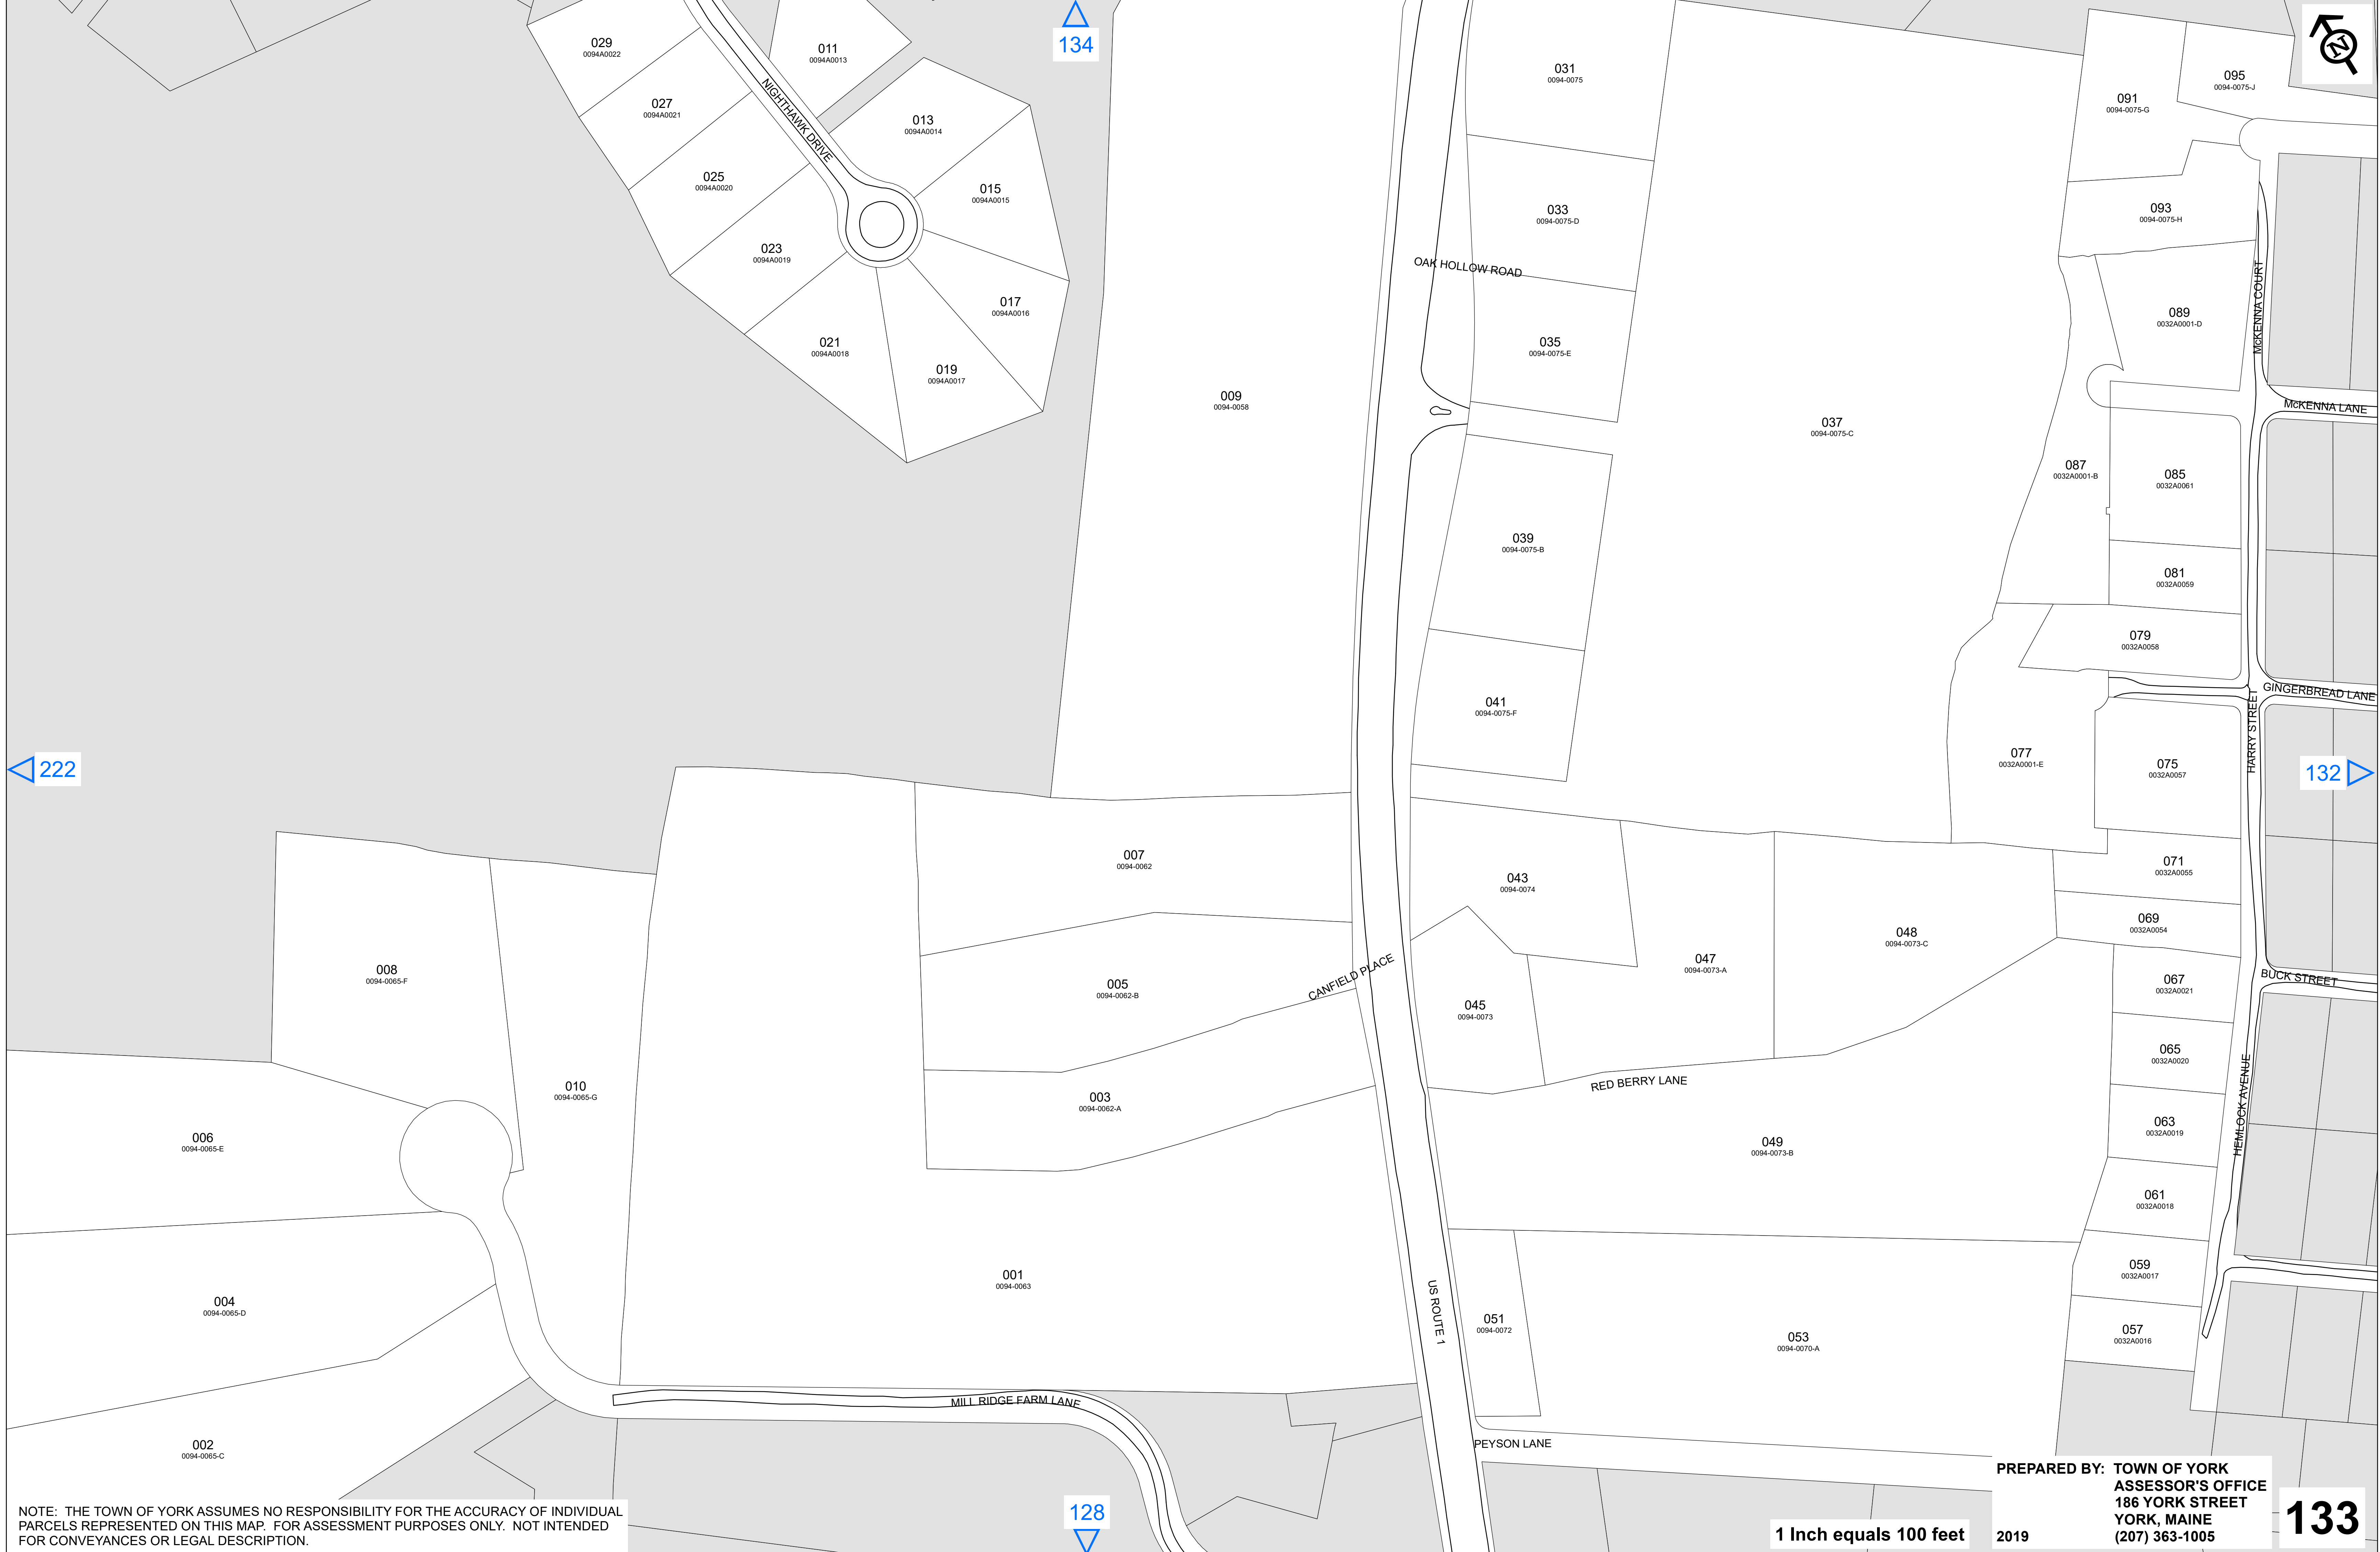 134
N
029
0094A0022
011
0094A0013
027
0094A0021
NIGHTHAWK DRIVE
013
0094A0014
025
0094A0020
015
0094A0015
023
0094A0019
017
0094A0016
021
0094A0018
019
0094A0017
009
0094-0058
031
0094-0075
033
0094-0075-D
OAK HOLLOW ROAD
035
0094-0075-E
037
0094-0075-C
039
0094-0075-B
041
0094-0075-F
095
0094-0075-J
091
0094-0075-G
093
0094-0075-H
089
0032A0001-D
McKENNA COURT
McKENNA LANE
087
0032A0001-B
085
0032A0061
081
0032A0059
079
0032A0058
GINGERBREAD LANE
HARRY STREET
077
0032A0001-E
075
0032A0057
222
132
071
0032A0055
069
0032A0054
007
0094-0062
043
0094-0074
048
0094-0073-C
047
0094-0073-A
008
0094-0065-F
005
0094-0062-B
CANFIELD PLACE
045
0094-0073
067
0032A0021
BUCK STREET
065
0032A0020
HEMLOCK AVENUE
010
0094-0065-G
003
0094-0062-A
RED BERRY LANE
063
0032A0019
006
0094-0065-E
049
0094-0073-B
061
0032A0018
059
0032A0017
001
0094-0063
004
0094-0065-D
US ROUTE 1
051
0094-0072
053
0094-0070-A
057
0032A0016
MILL RIDGE FARM LANE
002
0094-0065-C
PEYSON LANE
NOTE: THE TOWN OF YORK ASSUMES NO RESPONSIBILITY FOR THE ACCURACY OF INDIVIDUAL
PARCELS REPRESENTED ON THIS MAP. FOR ASSESSMENT PURPOSES ONLY. NOT INTENDED
FOR CONVEYANCES OR LEGAL DESCRIPTION.
128
1 Inch equals 100 feet
PREPARED BY: TOWN OF YORK
ASSESSOR'S OFFICE
186 YORK STREET
YORK, MAINE
2019 (207) 363-1005
133